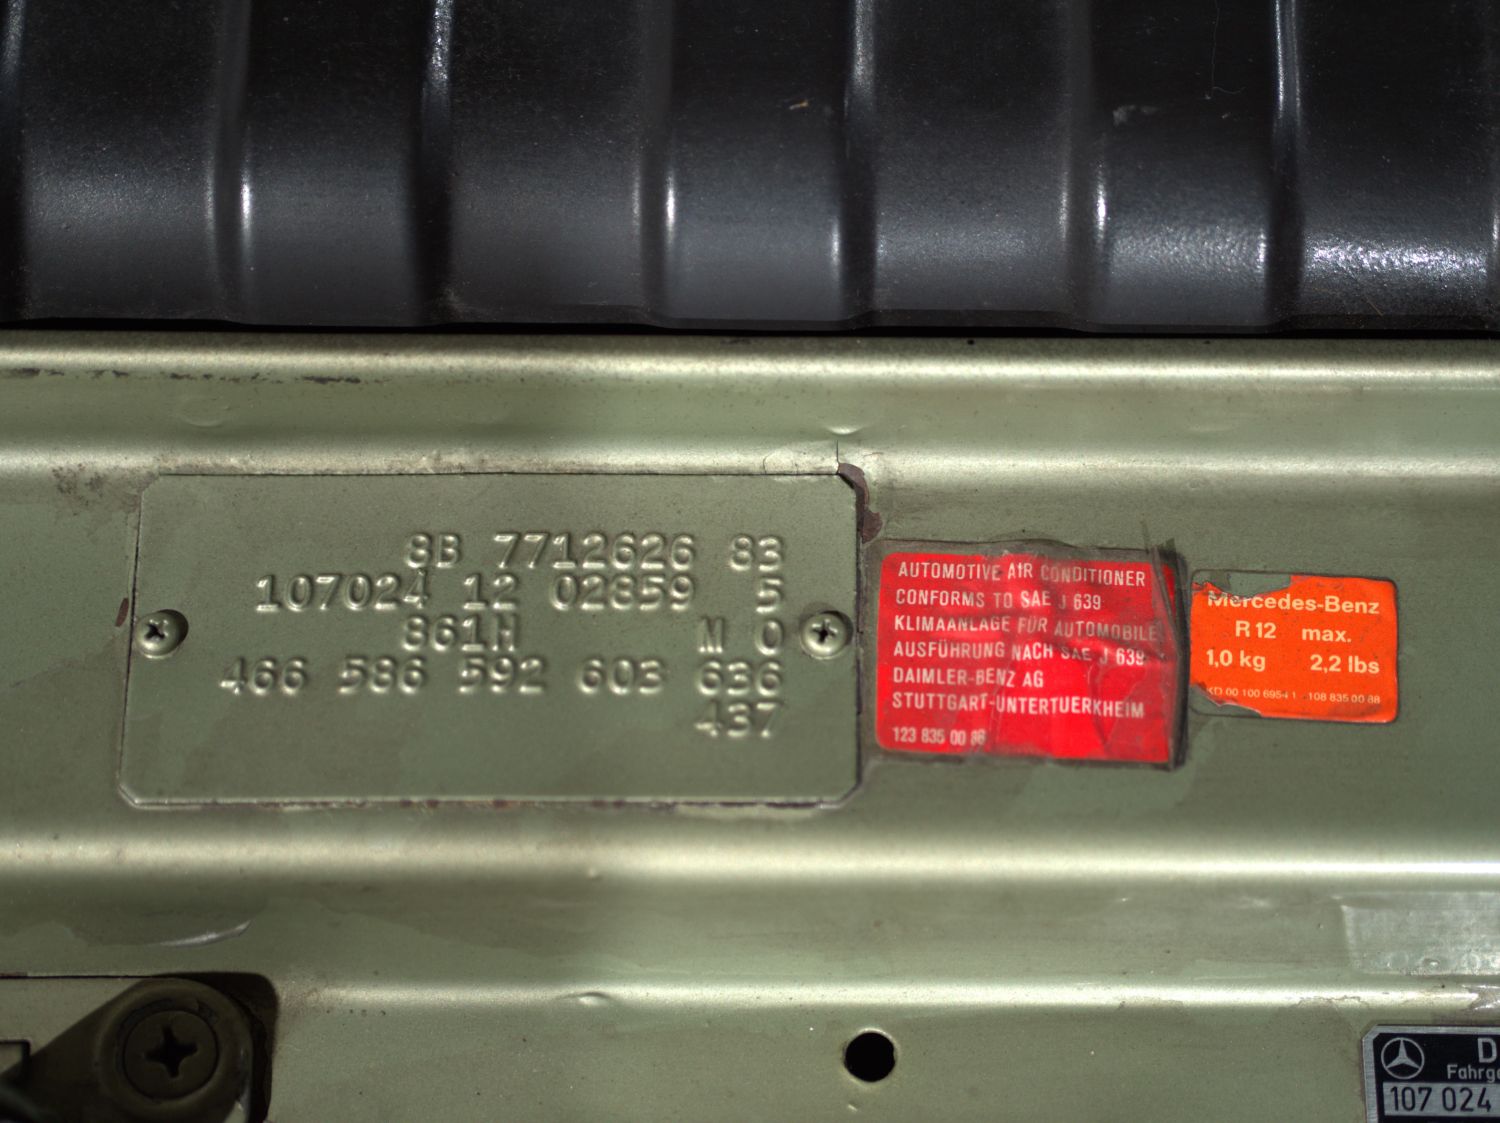 8B 7712626 83
107024 12 02859 5
861H M 0
466 586 592 603 636
437
AUTOMOTIVE AIR CONDITIONER
CONFORMS TO SAE J 639
KLIMAANLAGE FÜR AUTOMOBILE
AUSFÜHRUNG NACH SAE J 639
DAIMLER-BENZ AG
STUTTGART-UNTERTUERKHEIM
123 835 00 86
Mercedes-Benz
R 12 max.
1,0 kg 2,2 lbs
108 835 00 88
D
Fahrge
107 024